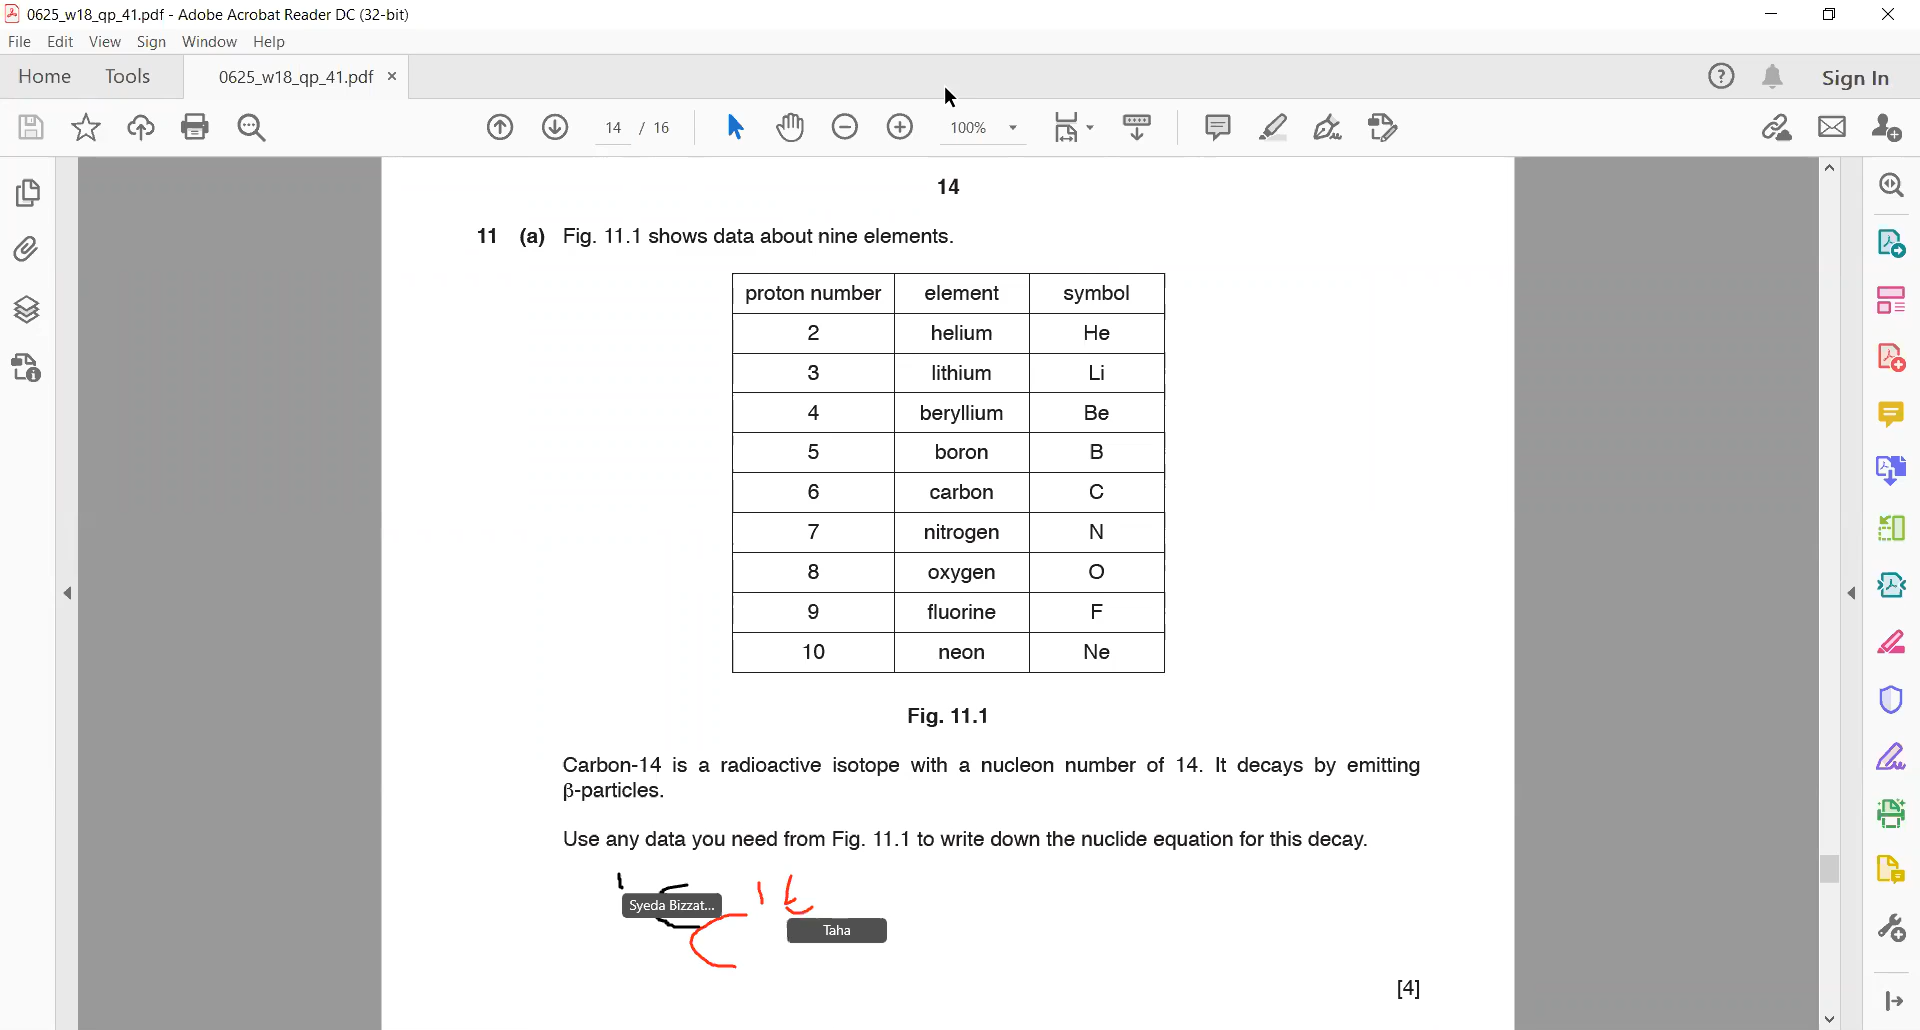 0625_w18_qp_41.pdf - Adobe Acrobat Reader DC (32-bit)
File Edit View Sign Window Help
Home Tools 0625_w18_qp_41.pdf × Sign In
14 / 16 100%
14
11 (a) Fig. 11.1 shows data about nine elements.
proton number element symbol
2 helium He
3 lithium Li
4 beryllium Be
5 boron B
6 carbon C
7 nitrogen N
8 oxygen O
9 fluorine F
10 neon Ne
Fig. 11.1
Carbon-14 is a radioactive isotope with a nucleon number of 14. It decays by emitting
β-particles.
Use any data you need from Fig. 11.1 to write down the nuclide equation for this decay.
Syeda Bizzat...
Taha
C
[4]